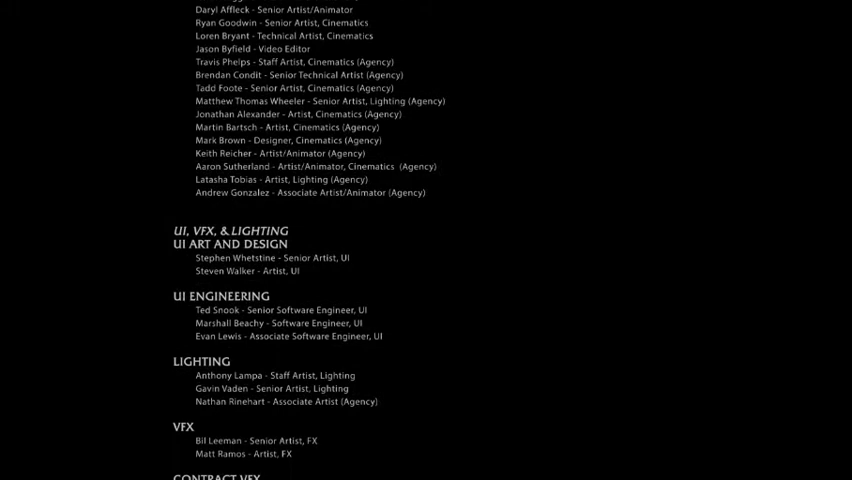 Daryl Affleck - Senior Artist/Animator
Ryan Goodwin - Senior Artist, Cinematics
Loren Bryant - Technical Artist, Cinematics
Jason Byfield - Video Editor
Travis Phelps - Staff Artist, Cinematics (Agency)
Brendan Condit - Senior Technical Artist (Agency)
Tadd Foote - Senior Artist, Cinematics (Agency)
Matthew Thomas Wheeler - Senior Artist, Lighting (Agency)
Jonathan Alexander - Artist, Cinematics (Agency)
Martin Bartsch - Artist, Cinematics (Agency)
Mark Brown - Designer, Cinematics (Agency)
Keith Reicher - Artist/Animator (Agency)
Aaron Sutherland - Artist/Animator, Cinematics (Agency)
Latasha Tobias - Artist, Lighting (Agency)
Andrew Gonzalez - Associate Artist/Animator (Agency)
UI, VFX, & LIGHTING
UI ART AND DESIGN
Stephen Whetstine - Senior Artist, UI
Steven Walker - Artist, UI
UI ENGINEERING
Ted Snook - Senior Software Engineer, UI
Marshall Beachy - Software Engineer, UI
Evan Lewis - Associate Software Engineer, UI
LIGHTING
Anthony Lampa - Staff Artist, Lighting
Gavin Vaden - Senior Artist, Lighting
Nathan Rinehart - Associate Artist (Agency)
VFX
Bil Leeman - Senior Artist, FX
Matt Ramos - Artist, FX
CONTRACT VFX